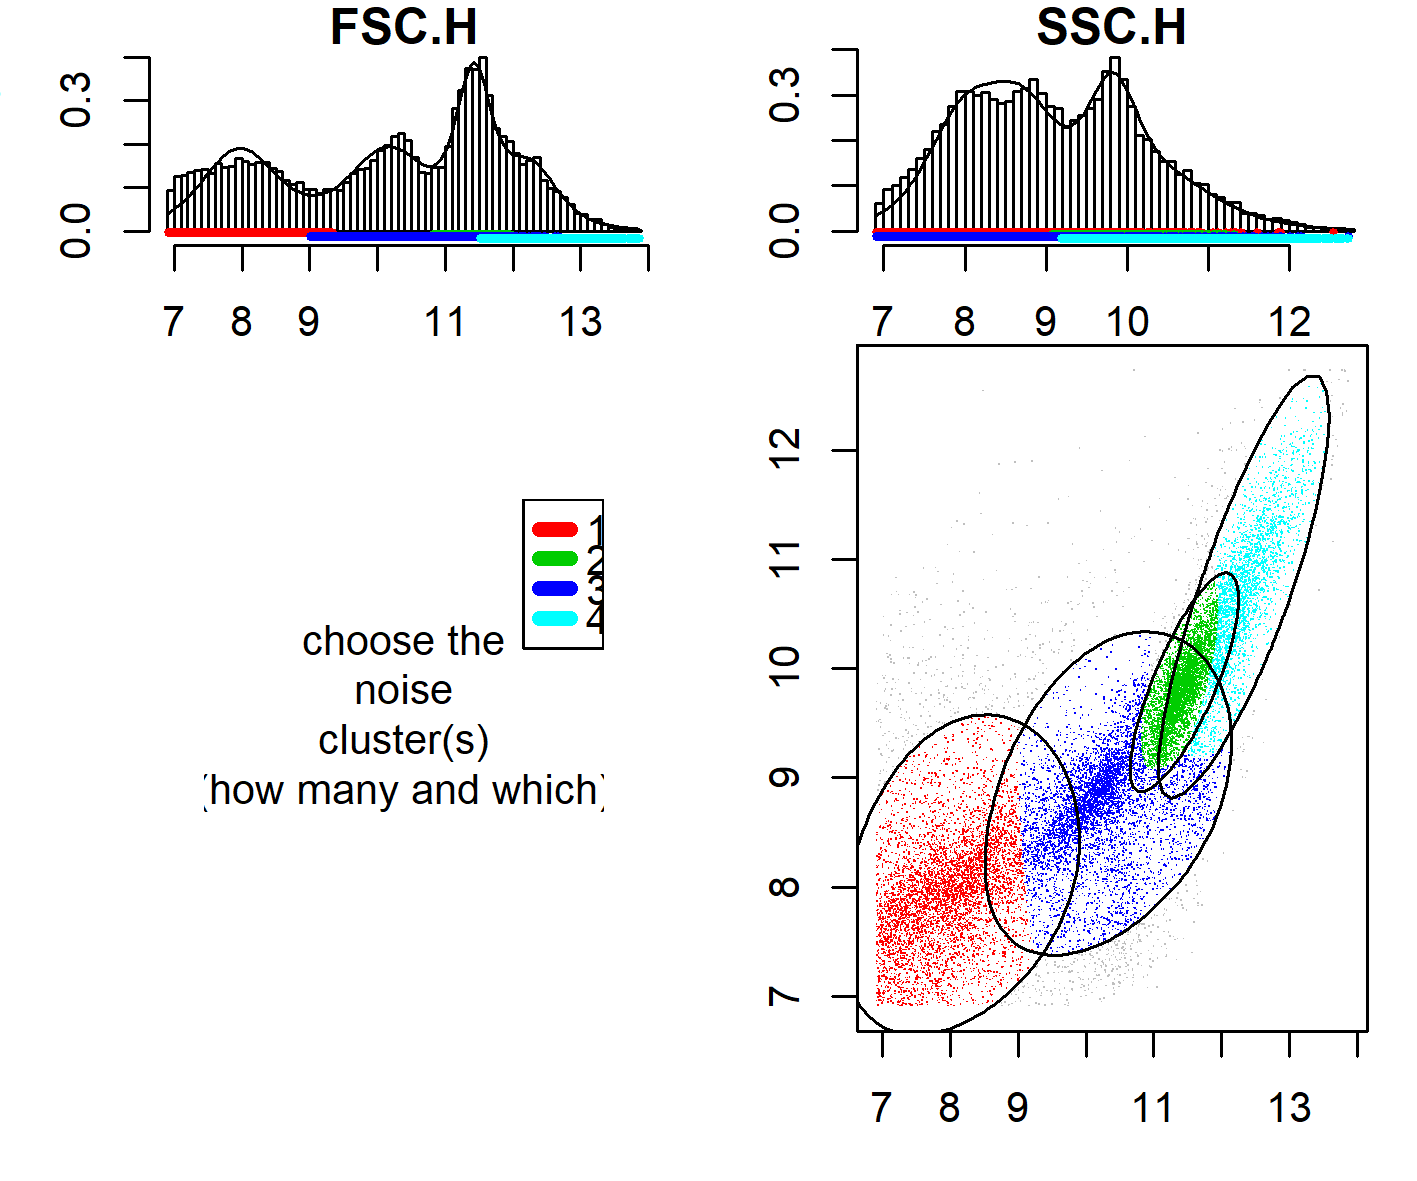 FSC.H
0.0 0.3
7 8 9 11 13
SSC.H
0.0 0.3
7 8 9 10 12
1
2
3
4
choose the
noise
cluster(s)
(how many and which)
12
11
10
9
8
7
7 8 9 11 13